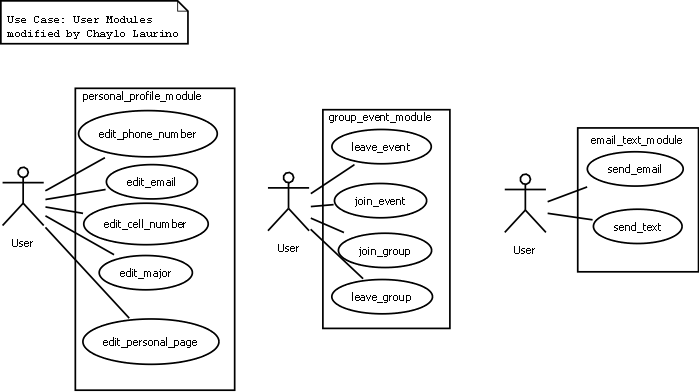 Use Case: User Modules
modified by Chaylo Laurino
personal_profile_module
edit_phone_number
edit_email
edit_cell_number
edit_major
edit_personal_page
User
group_event_module
leave_event
join_event
join_group
leave_group
User
email_text_module
send_email
send_text
User